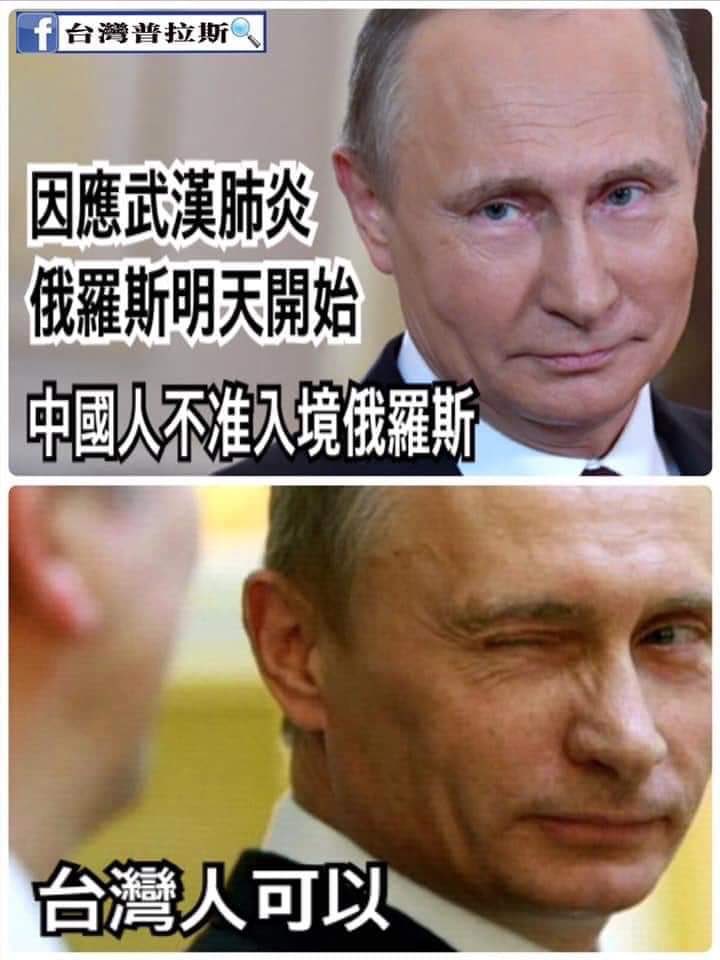 台灣普拉斯
因應武漢肺炎
俄羅斯明天開始
中國人不准入境俄羅斯
台灣人可以